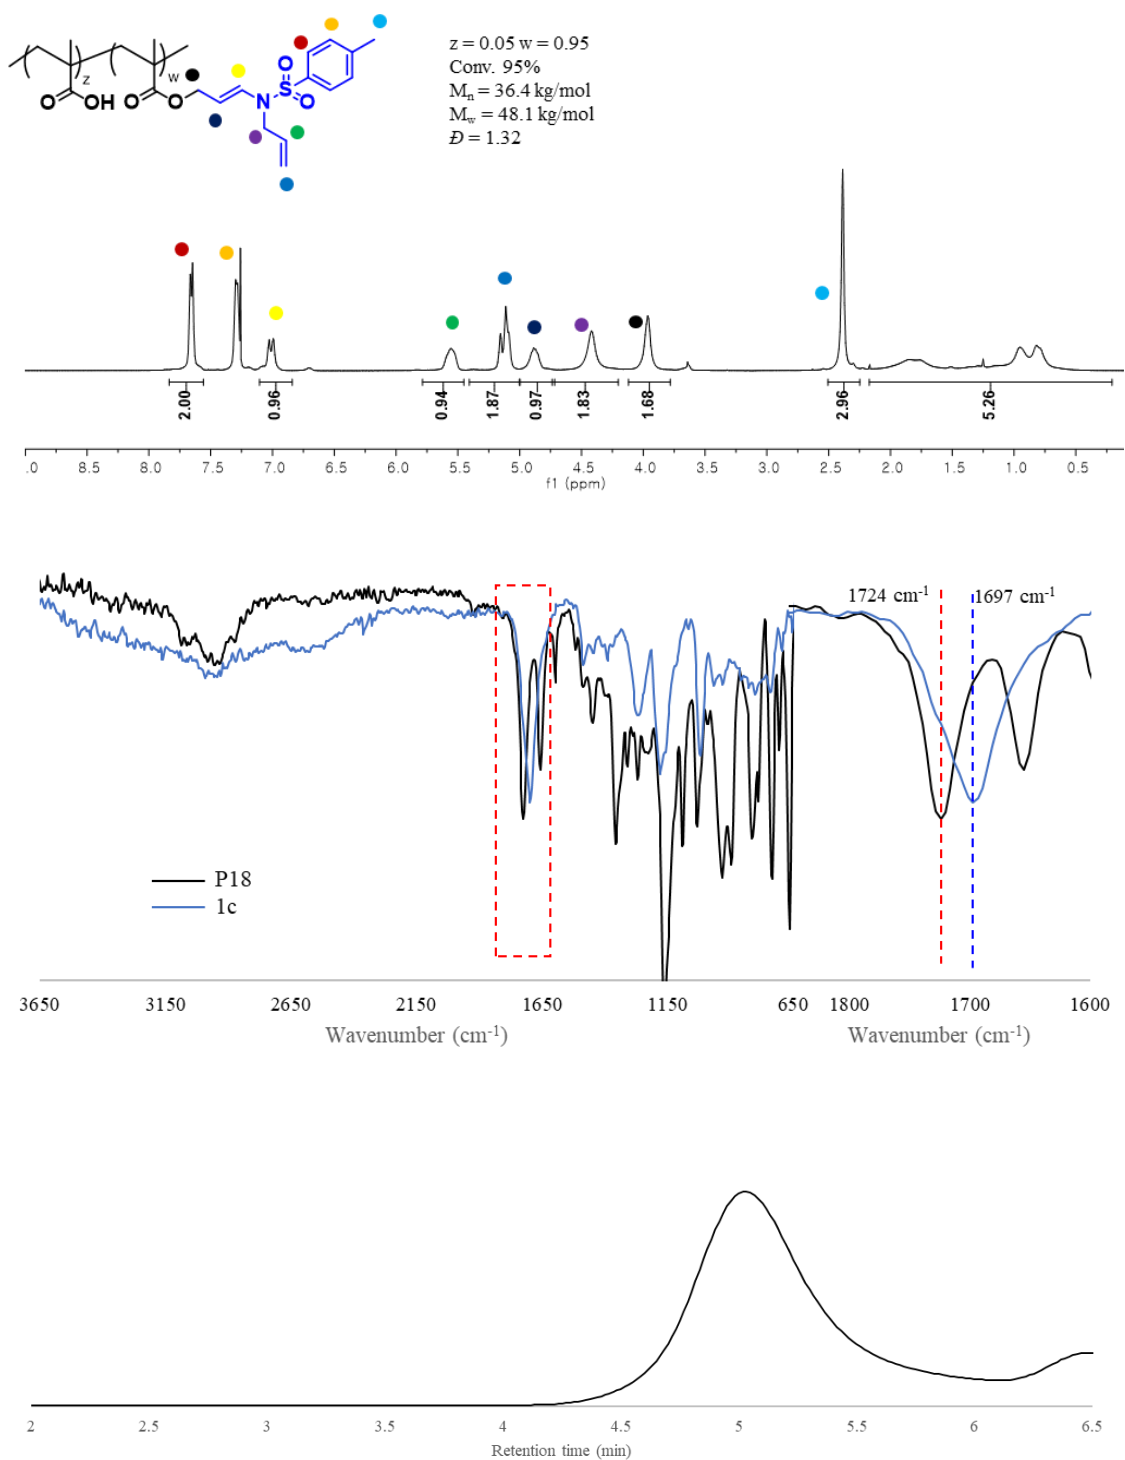 z = 0.05 w = 0.95
Conv. 95%
Mn = 36.4 kg/mol
Mw = 48.1 kg/mol
Đ = 1.32
z
w
O
OH
O
O
N
O
S
O
2.00
0.96
0.94
1.87
0.97
1.83
1.68
2.96
5.26
.0 8.5 8.0 7.5 7.0 6.5 6.0 5.5 5.0 4.5 4.0 3.5 3.0 2.5 2.0 1.5 1.0 0.5
f1 (ppm)
1724 cm-1 1697 cm-1
P18
1c
3650 3150 2650 2150 1650 1150 650 1800 1700 1600
Wavenumber (cm-1) Wavenumber (cm-1)
2 2.5 3 3.5 4 4.5 5 5.5 6 6.5
Retention time (min)